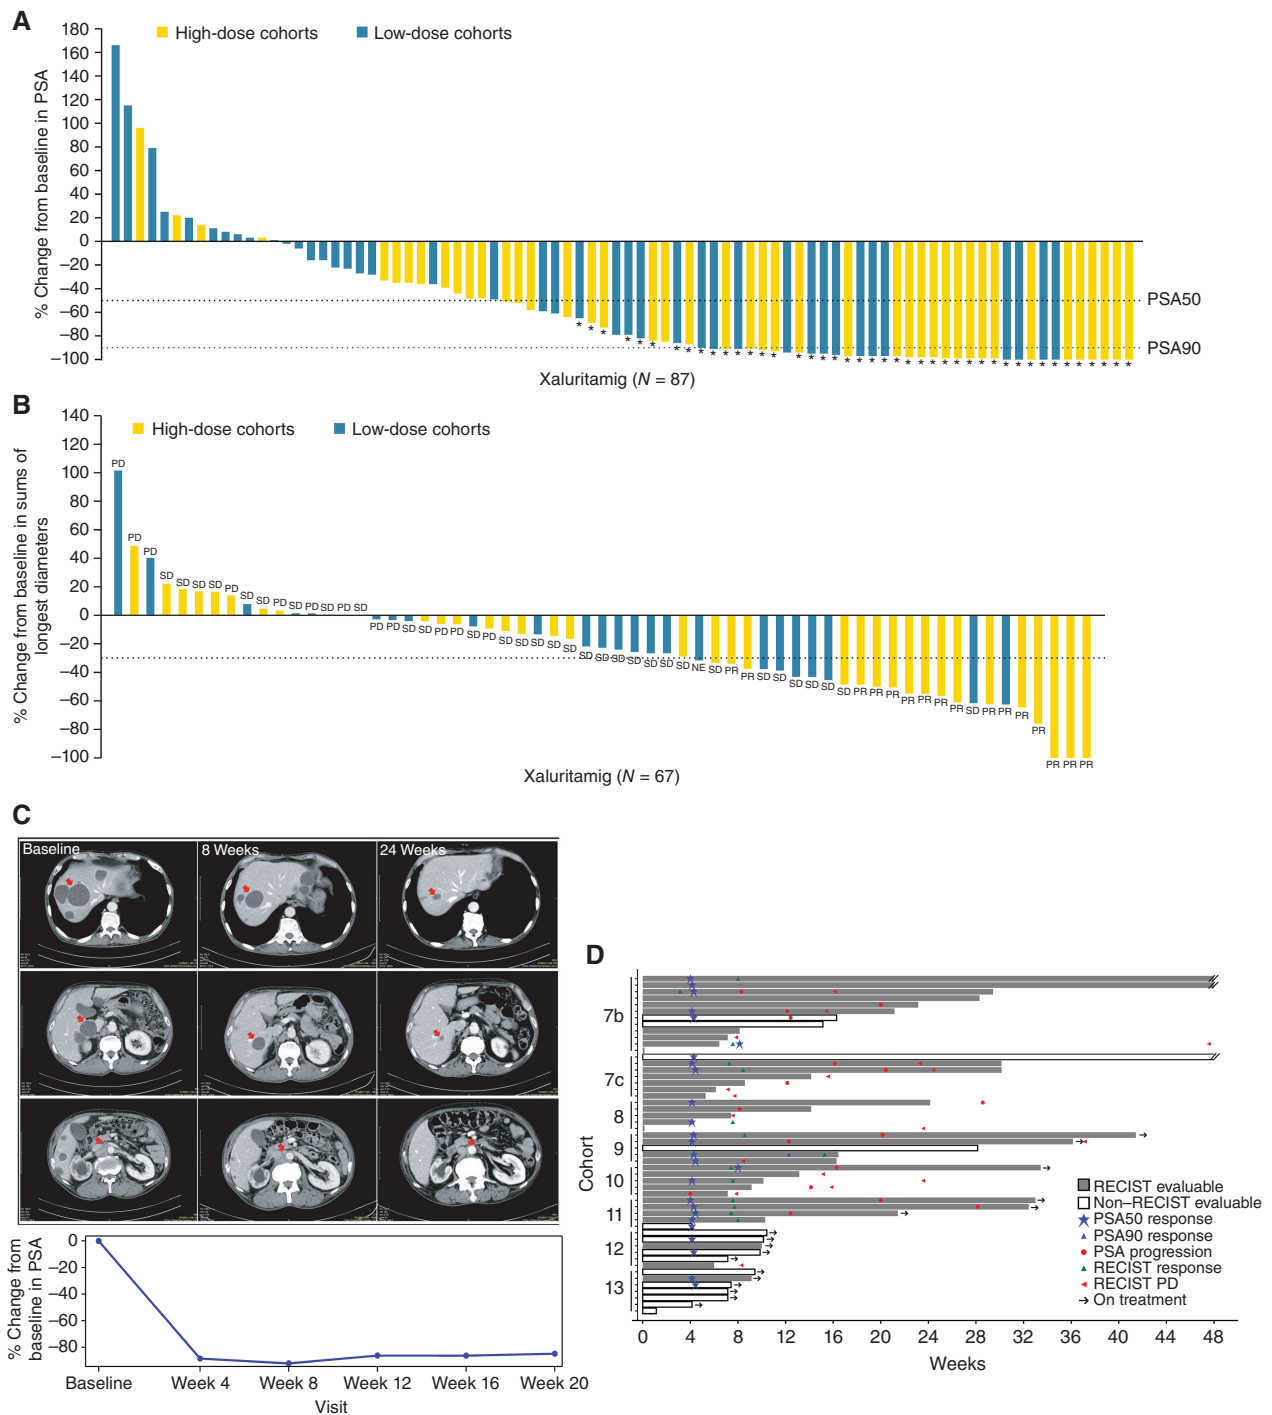 A
High-dose cohorts
Low-dose cohorts
% Change from baseline in PSA
180
160
140
120
100
80
60
40
20
0
−20
−40
−60
−80
−100
PSA50
PSA90
* * * * * * * * * * * * * * * * * * * * * * * * * * * * * * * * * * * * * * * * * *
Xaluritamig (N = 87)
B
High-dose cohorts
Low-dose cohorts
% Change from baseline in sums of
longest diameters
140
120
100
80
60
40
20
0
−20
−40
−60
−80
−100
PD
PD
PD
SD SD SD SD PD SD SD PD SD PD SD PD SD
PD PD SD SD PD PD SD PD SD SD SD SD SD SD SD SD SD SD SD SD NE SD PR PR SD SD SD SD SD SD PR PR PR PR PR PR PR SD PR PR PR PR PR PR PR
Xaluritamig (N = 67)
C
Baseline
8 Weeks
24 Weeks
% Change from
baseline in PSA
0
−20
−40
−60
−80
Baseline
Week 4
Week 8
Week 12
Week 16
Week 20
Visit
D
Cohort
7b
7c
8
9
10
11
12
13
RECIST evaluable
Non–RECIST evaluable
PSA50 response
PSA90 response
PSA progression
RECIST response
RECIST PD
On treatment
0 4 8 12 16 20 24 28 32 36 40 44 48
Weeks